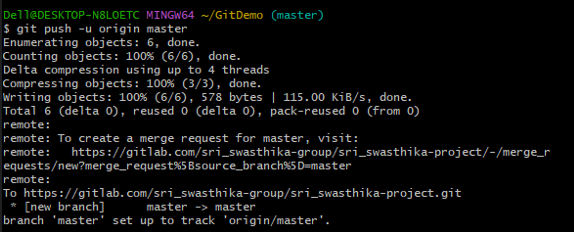 Dell@DESKTOP-N8LOETC MINGW64 ~/GitDemo (master)
$ git push -u origin master
Enumerating objects: 6, done.
Counting objects: 100% (6/6), done.
Delta compression using up to 4 threads
Compressing objects: 100% (3/3), done.
Writing objects: 100% (6/6), 578 bytes | 115.00 KiB/s, done.
Total 6 (delta 0), reused 0 (delta 0), pack-reused 0 (from 0)
remote:
remote: To create a merge request for master, visit:
remote:   https://gitlab.com/sri_swasthika-group/sri_swasthika-project/-/merge_r
equests/new?merge_request%5Bsource_branch%5D=master
remote:
To https://gitlab.com/sri_swasthika-group/sri_swasthika-project.git
 * [new branch]      master -> master
branch 'master' set up to track 'origin/master'.